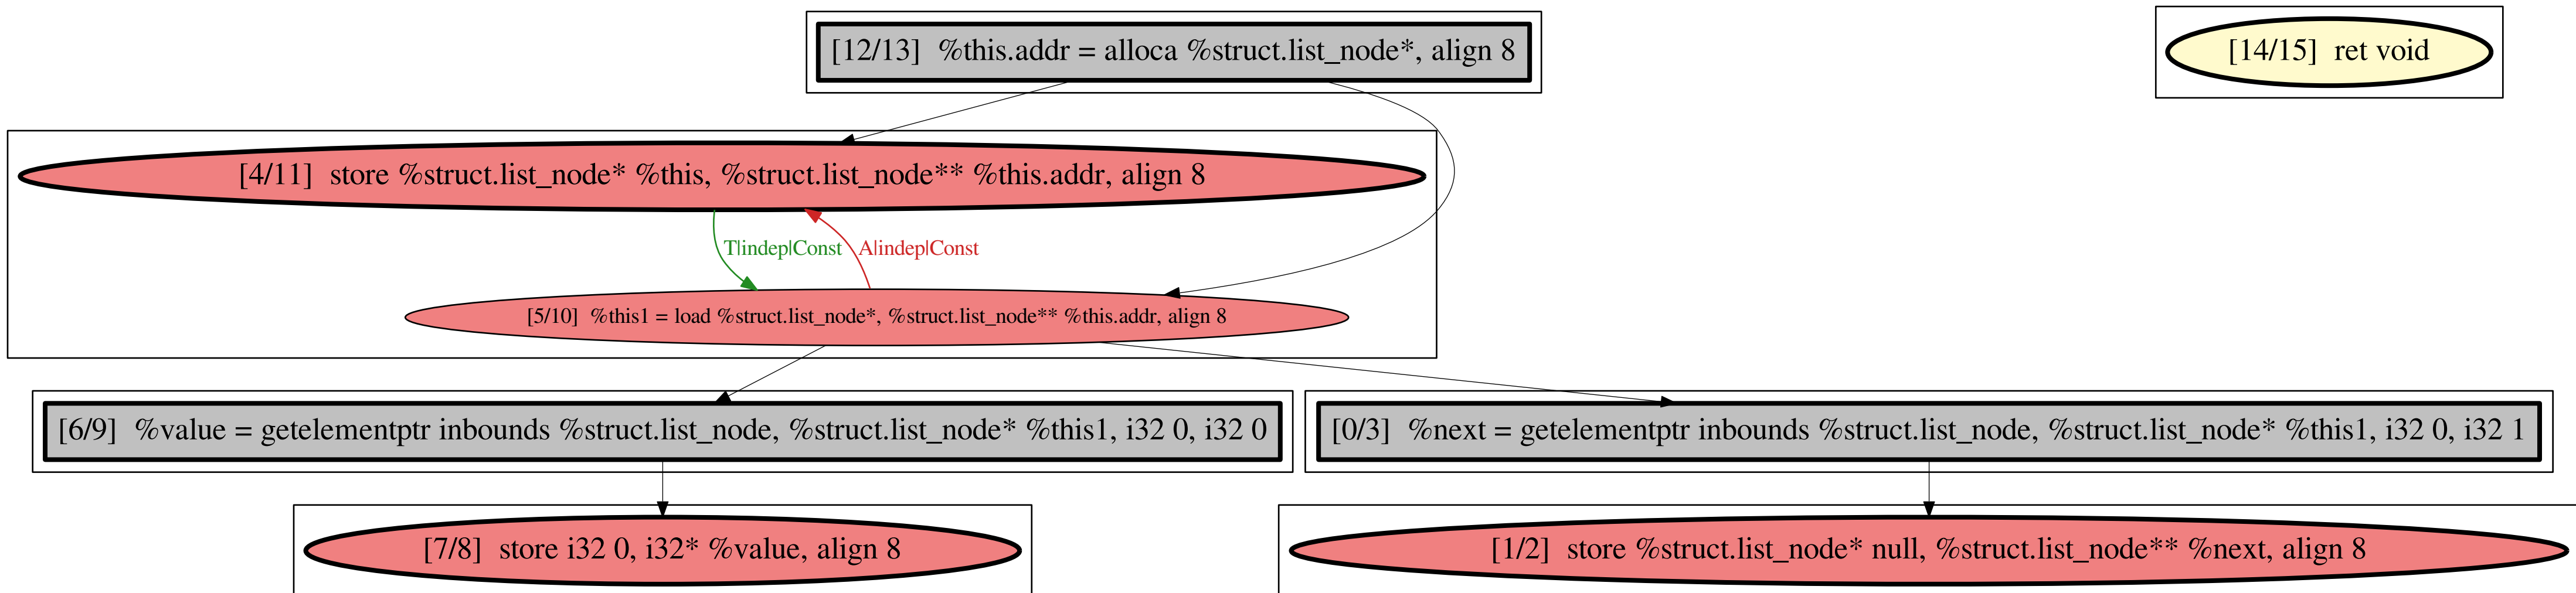 [12/13]  %this.addr = alloca %struct.list_node*, align 8
[14/15]  ret void
[4/11]  store %struct.list_node* %this, %struct.list_node** %this.addr, align 8
T|indep|Const
A|indep|Const
[5/10]  %this1 = load %struct.list_node*, %struct.list_node** %this.addr, align 8
[6/9]  %value = getelementptr inbounds %struct.list_node, %struct.list_node* %this1, i32 0, i32 0
[0/3]  %next = getelementptr inbounds %struct.list_node, %struct.list_node* %this1, i32 0, i32 1
[7/8]  store i32 0, i32* %value, align 8
[1/2]  store %struct.list_node* null, %struct.list_node** %next, align 8